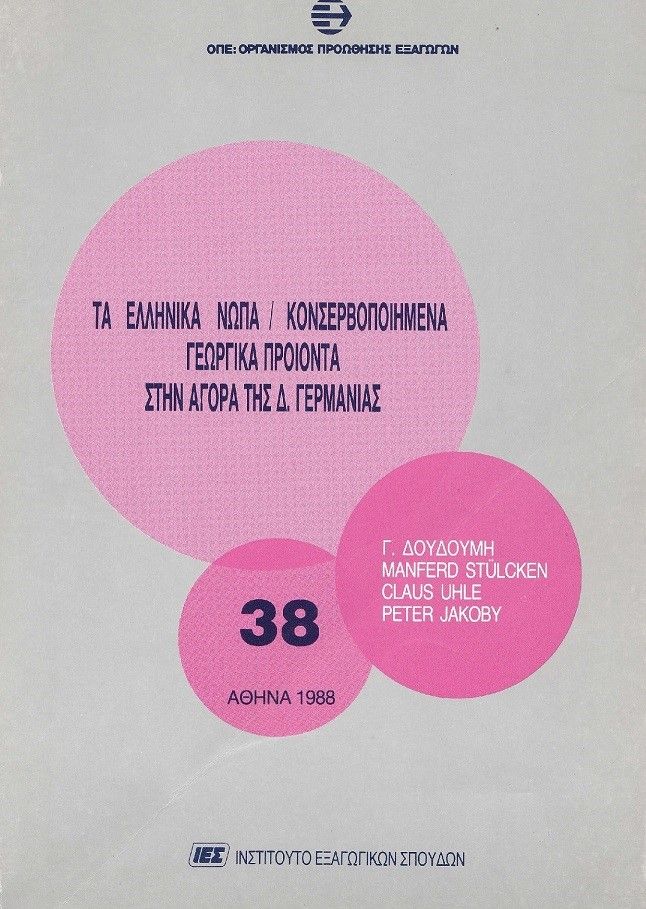 ΟΠΕ: ΟΡΓΑΝΙΣΜΟΣ ΠΡΟΩΘΗΣΗΣ ΕΞΑΓΩΓΩΝ
ΤΑ ΕΛΛΗΝΙΚΑ ΝΩΠΑ / ΚΟΝΣΕΡΒΟΠΟΙΗΜΕΝΑ
ΓΕΩΡΓΙΚΑ ΠΡΟΙΟΝΤΑ
ΣΤΗΝ ΑΓΟΡΑ ΤΗΣ Δ. ΓΕΡΜΑΝΙΑΣ
Γ. ΔΟΥΔΟΥΜΗ
MANFERD STÜLCKEN
CLAUS UHLE
PETER JAKOBY
38
ΑΘΗΝΑ 1988
ΙΕΣ ΙΝΣΤΙΤΟΥΤΟ ΕΞΑΓΩΓΙΚΩΝ ΣΠΟΥΔΩΝ